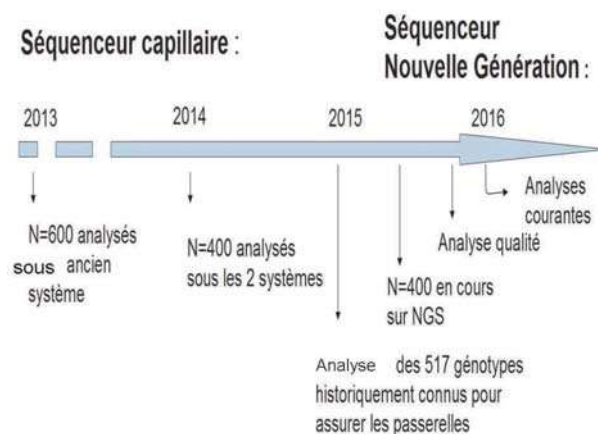 Séquenceur capillaire :
Séquenceur
Nouvelle Génération :
2013
2014
2015
2016
N=600 analysés
sous ancien
système
N=400 analysés
sous les 2 systèmes
Analyse des 517 génotypes
historiquement connus pour
assurer les passerelles
N=400 en cours
sur NGS
Analyse qualité
Analyses
courantes